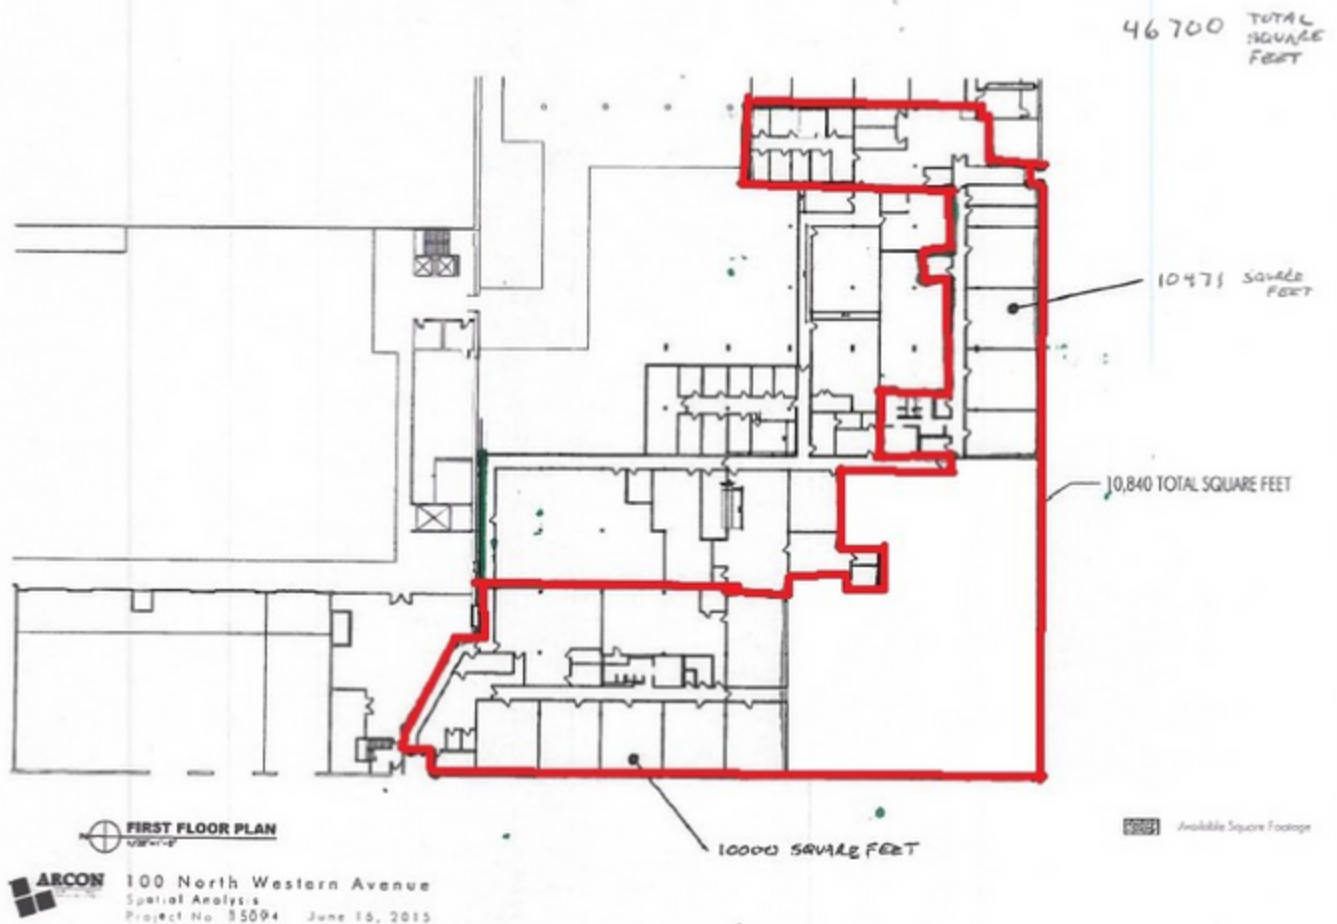 46700 TOTAL
SQUARE
FEET
10471 SQUARE
FEET
10,840 TOTAL SQUARE FEET
10000 SQUARE FEET
FIRST FLOOR PLAN
Available Square Footage
ARCON
100 North Western Avenue
Spatial Analysis
Project No. 15094 June 16, 2015